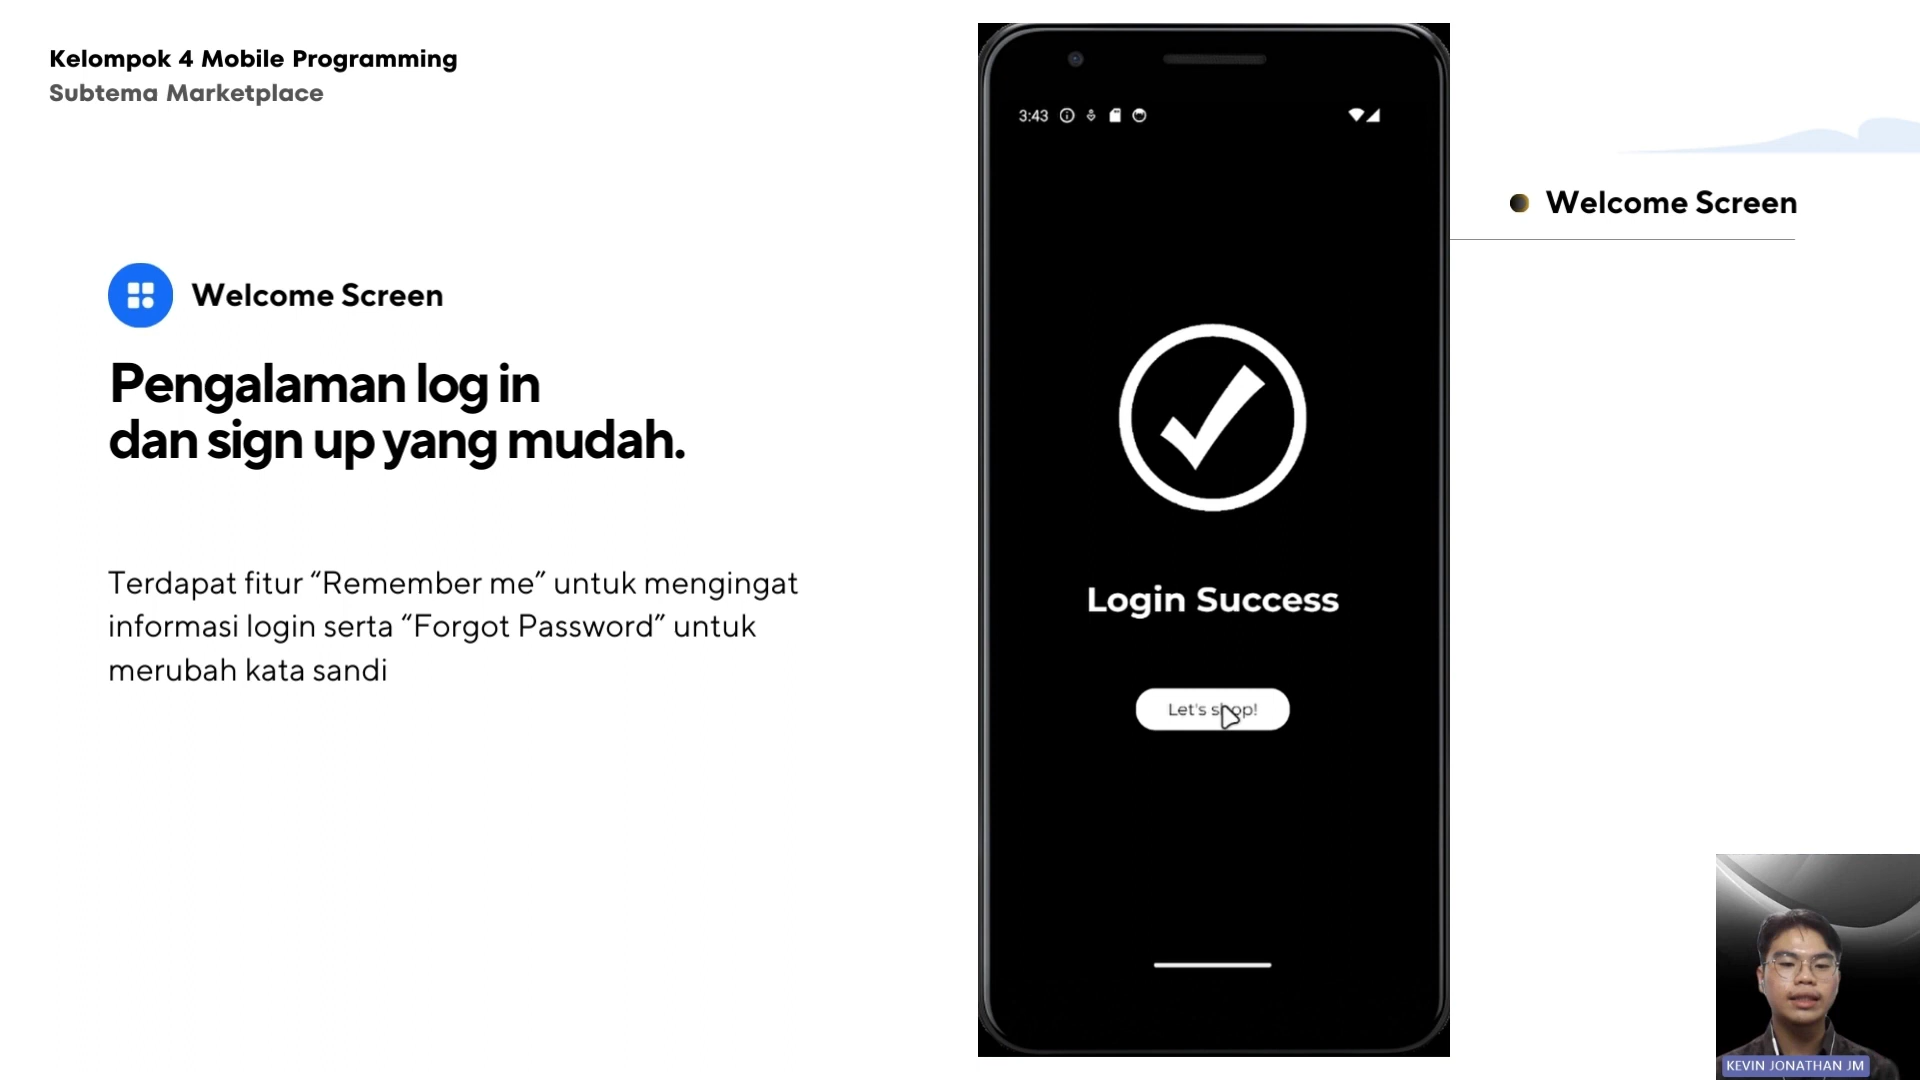 Kelompok 4 Mobile Programming
Subtema Marketplace
Welcome Screen
Pengalaman log in
dan sign up yang mudah.
Terdapat fitur “Remember me” untuk mengingat
informasi login serta “Forgot Password” untuk
merubah kata sandi
3:43
Login Success
Let's shop!
Welcome Screen
KEVIN JONATHAN JM